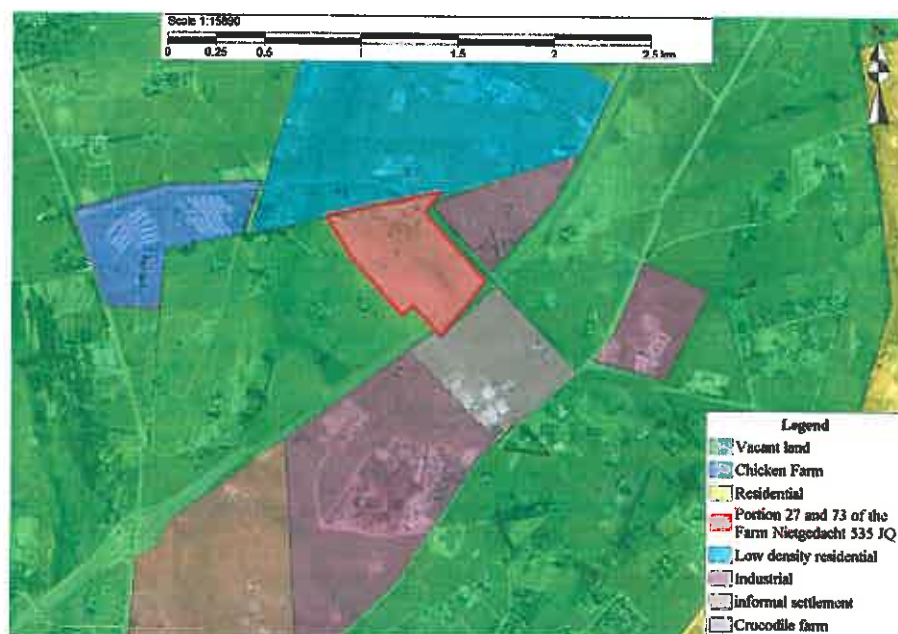 Scale 1:15890
0 0.25 0.5 1 1.5 2 2.5 km
Legend
Vacant land
Chicken Farm
Residential
Portion 27 and 73 of the
Farm Nietgedacht 535 JQ
Low density residential
Industrial
informal settlement
Crocodile farm